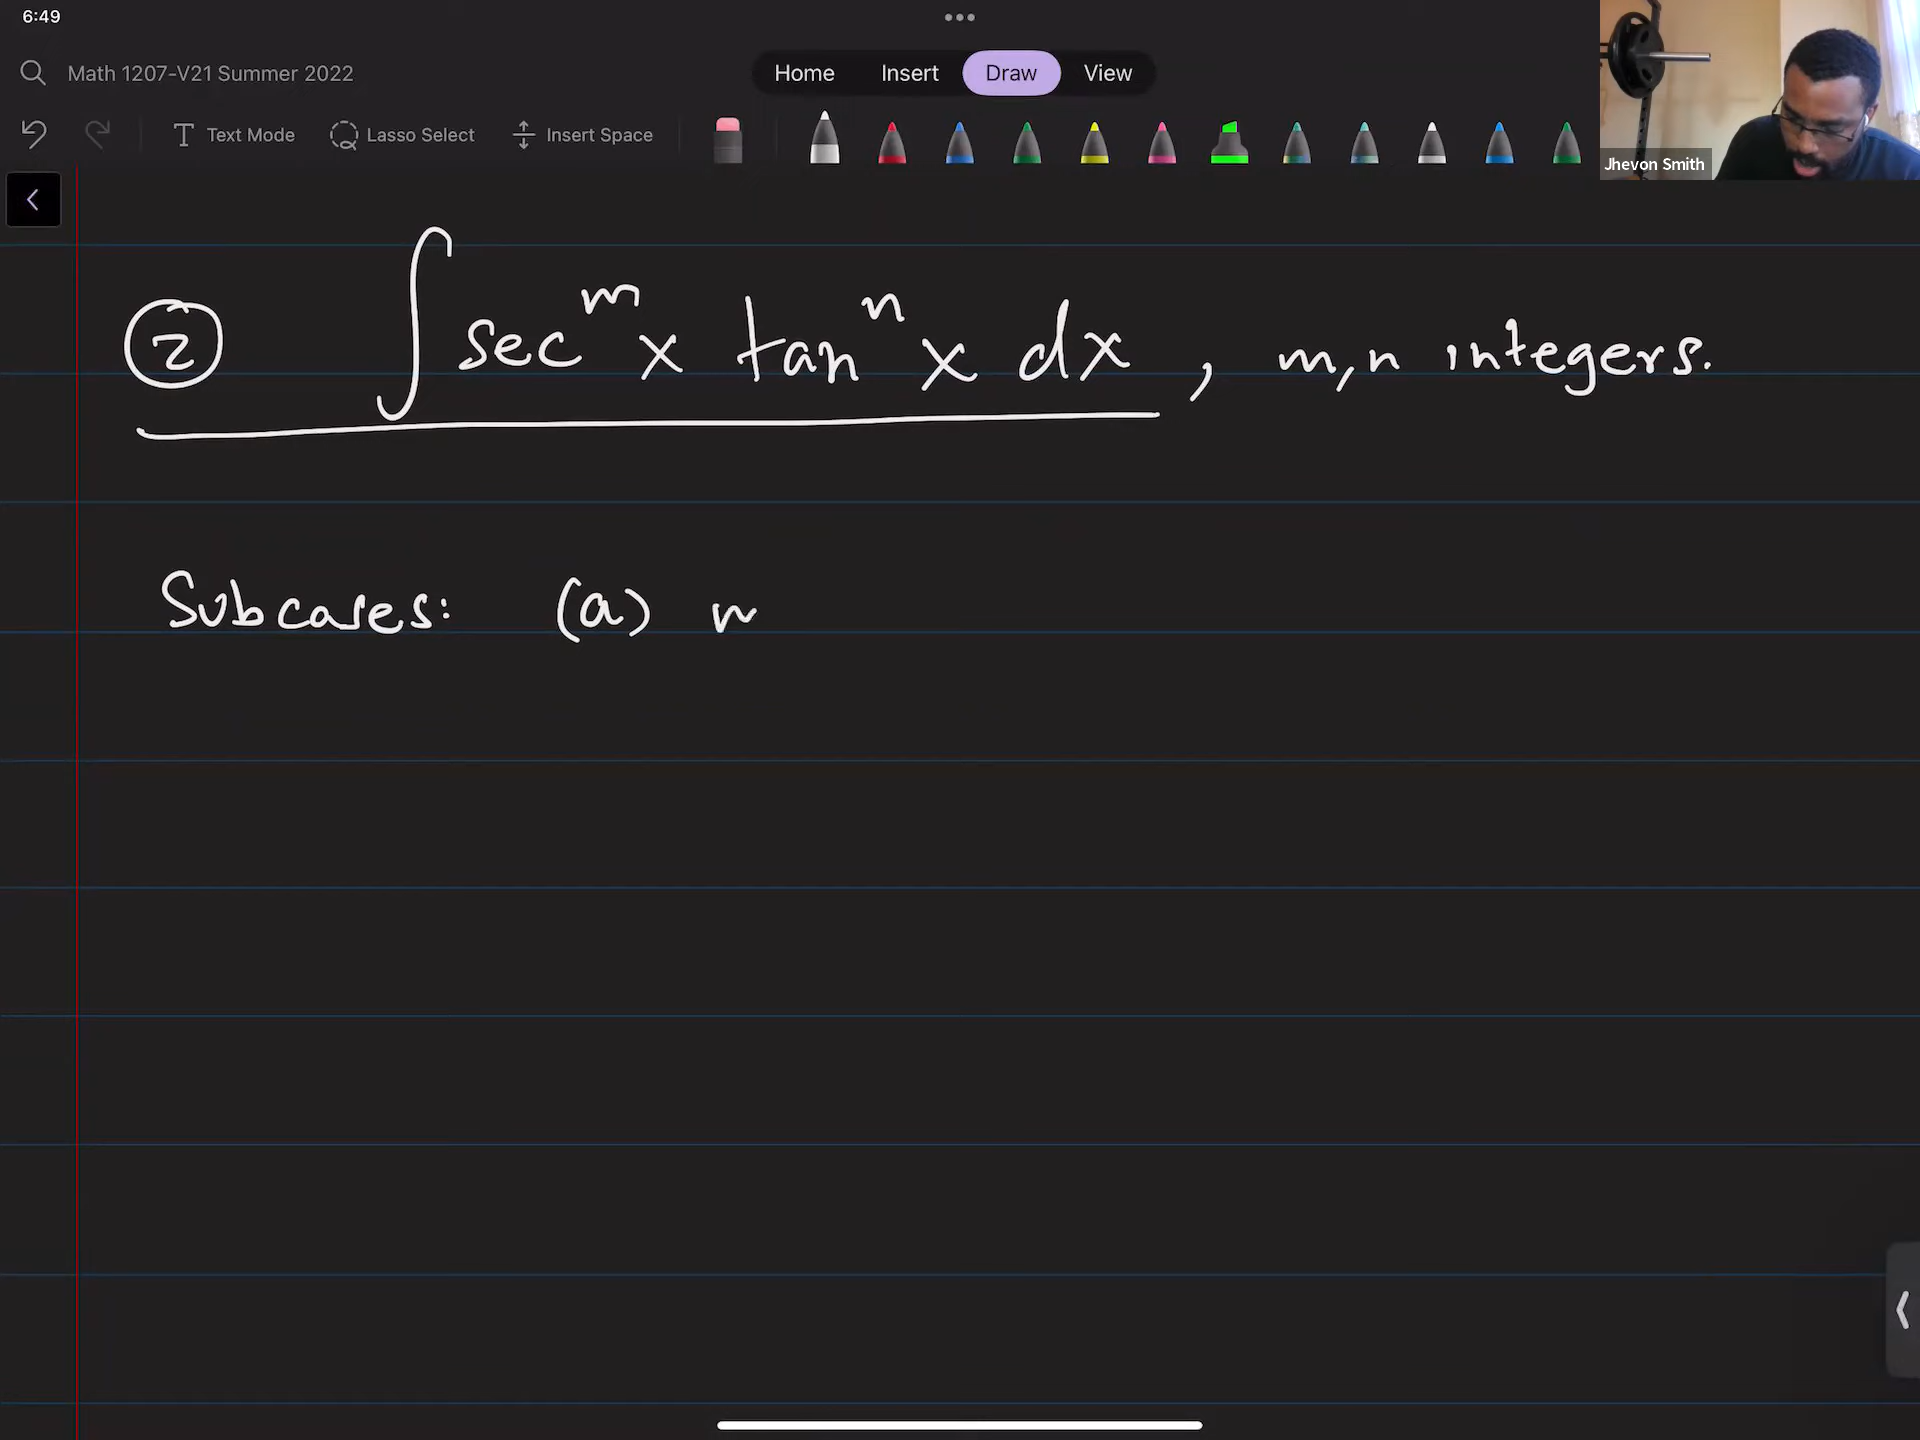 6:49
Math 1207-V21 Summer 2022
Home Insert Draw View
Text Mode Lasso Select Insert Space
Jhevon Smith
② ∫ sec^m x tan^n x dx , m,n integers.
Subcases: (a)